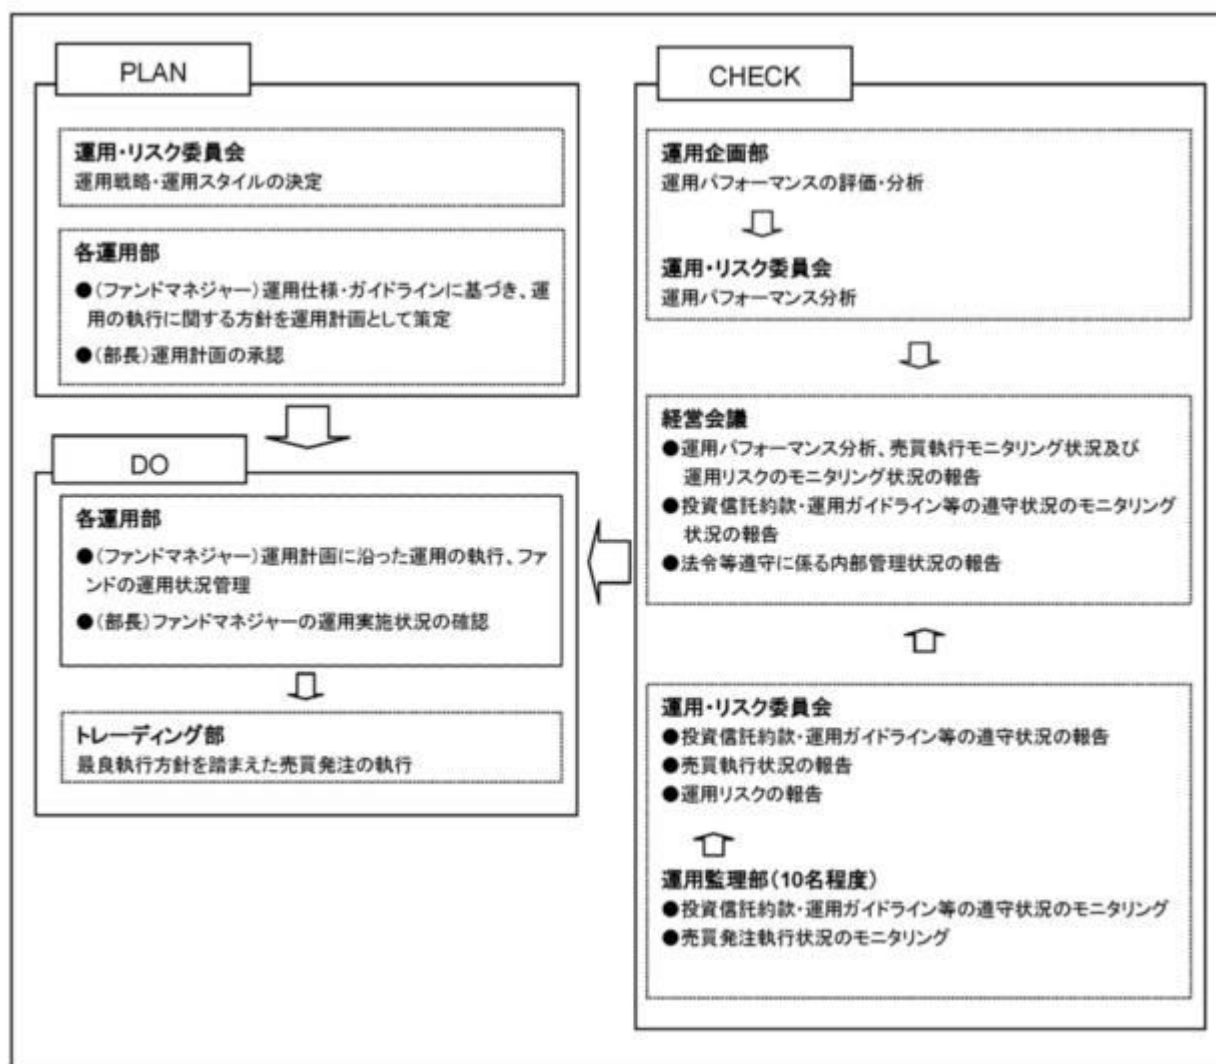 PLAN
運用・リスク委員会
運用戦略・運用スタイルの決定
各運用部
●(ファンドマネジャー)運用仕様・ガイドラインに基づき、運
用の執行に関する方針を運用計画として策定
●(部長)運用計画の承認
DO
各運用部
●(ファンドマネジャー)運用計画に沿った運用の執行、ファ
ンドの運用状況管理
●(部長)ファンドマネジャーの運用実施状況の確認
トレーディング部
最良執行方針を踏まえた売買発注の執行
CHECK
運用企画部
運用パフォーマンスの評価・分析
運用・リスク委員会
運用パフォーマンス分析
経営会議
●運用パフォーマンス分析、売買執行モニタリング状況及び
運用リスクのモニタリング状況の報告
●投資信託約款・運用ガイドライン等の遵守状況のモニタリング
状況の報告
●法令等遵守に係る内部管理状況の報告
運用・リスク委員会
●投資信託約款・運用ガイドライン等の遵守状況の報告
●売買執行状況の報告
●運用リスクの報告
運用監理部(10名程度)
●投資信託約款・運用ガイドライン等の遵守状況のモニタリング
●売買発注執行状況のモニタリング